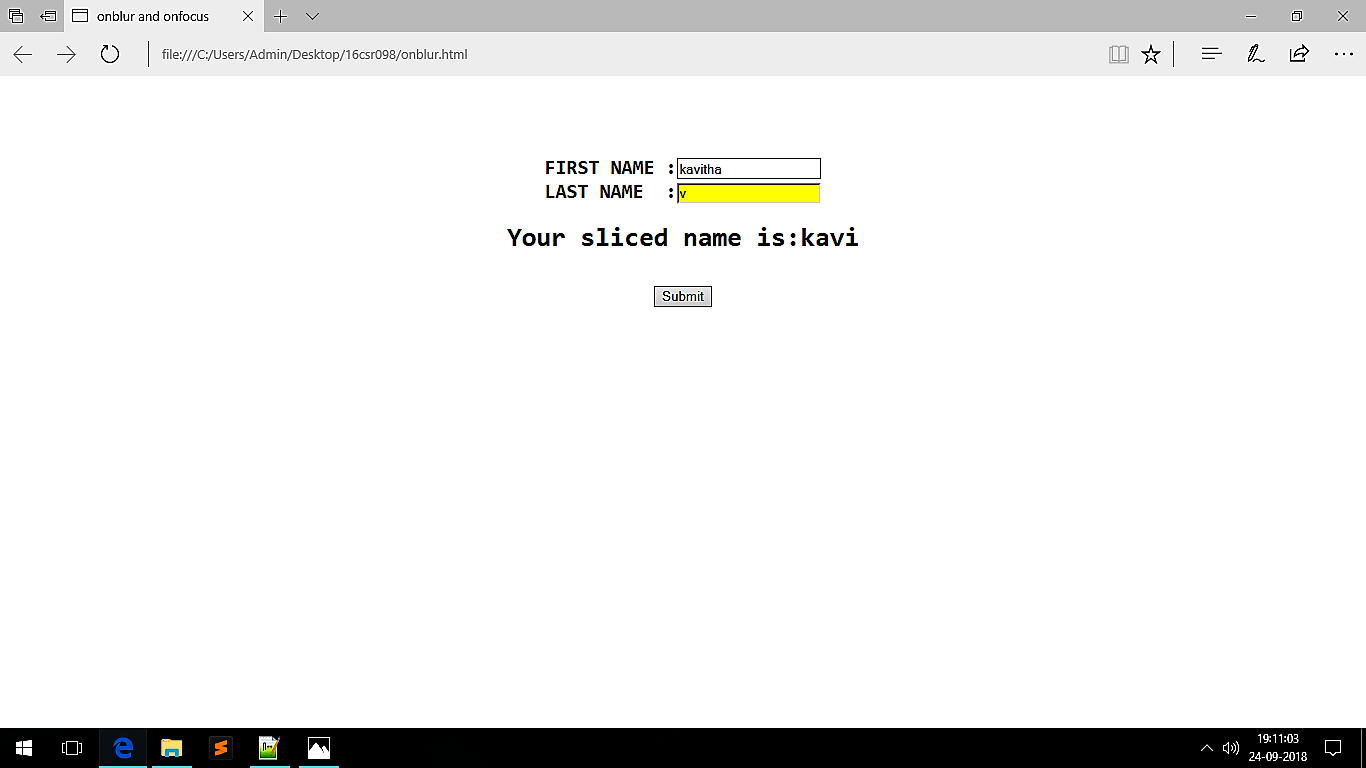 onblur and onfocus
file:///C:/Users/Admin/Desktop/16csr098/onblur.html
FIRST NAME :kavitha
LAST NAME :v
Your sliced name is:kavi
Submit
19:11:03
24-09-2018